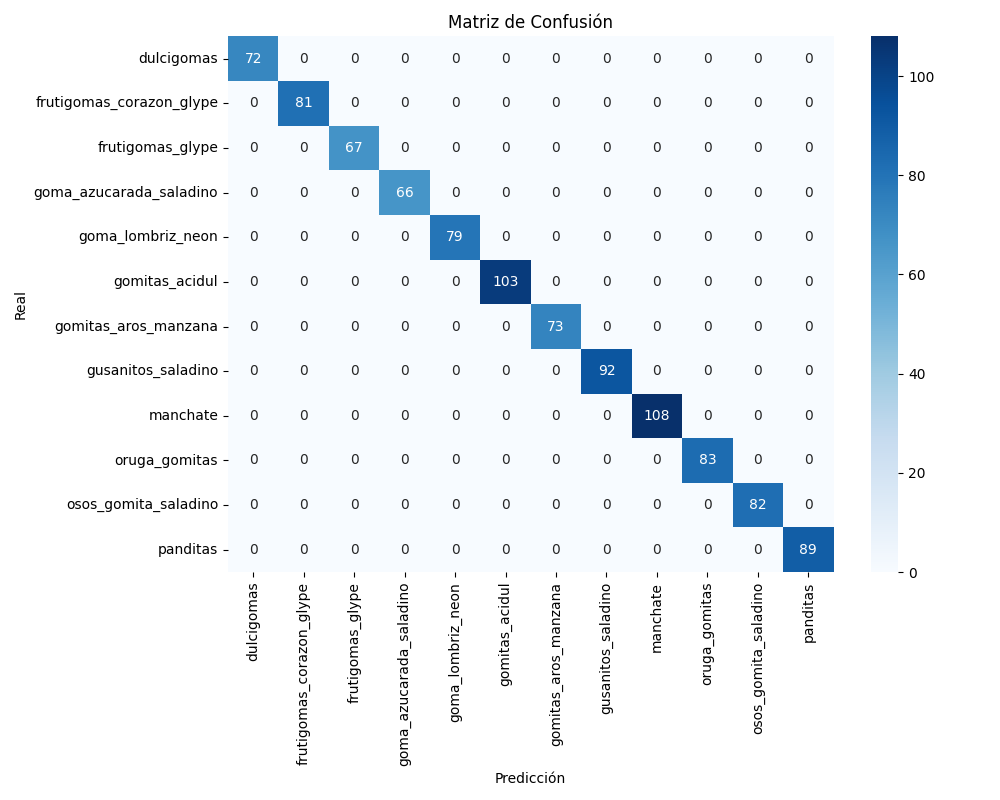 Matriz de Confusión
dulcigomas 72 0 0 0 0 0 0 0 0 0 0 0
frutigomas_corazon_glype 0 81 0 0 0 0 0 0 0 0 0 0
frutigomas_glype 0 0 67 0 0 0 0 0 0 0 0 0
goma_azucarada_saladino 0 0 0 66 0 0 0 0 0 0 0 0
goma_lombriz_neon 0 0 0 0 79 0 0 0 0 0 0 0
gomitas_acidul 0 0 0 0 0 103 0 0 0 0 0 0
gomitas_aros_manzana 0 0 0 0 0 0 73 0 0 0 0 0
gusanitos_saladino 0 0 0 0 0 0 0 92 0 0 0 0
manchate 0 0 0 0 0 0 0 0 108 0 0 0
oruga_gomitas 0 0 0 0 0 0 0 0 0 83 0 0
osos_gomita_saladino 0 0 0 0 0 0 0 0 0 0 82 0
panditas 0 0 0 0 0 0 0 0 0 0 0 89
Real
dulcigomas
frutigomas_corazon_glype
frutigomas_glype
goma_azucarada_saladino
goma_lombriz_neon
gomitas_acidul
gomitas_aros_manzana
gusanitos_saladino
manchate
oruga_gomitas
osos_gomita_saladino
panditas
Predicción
100
80
60
40
20
0